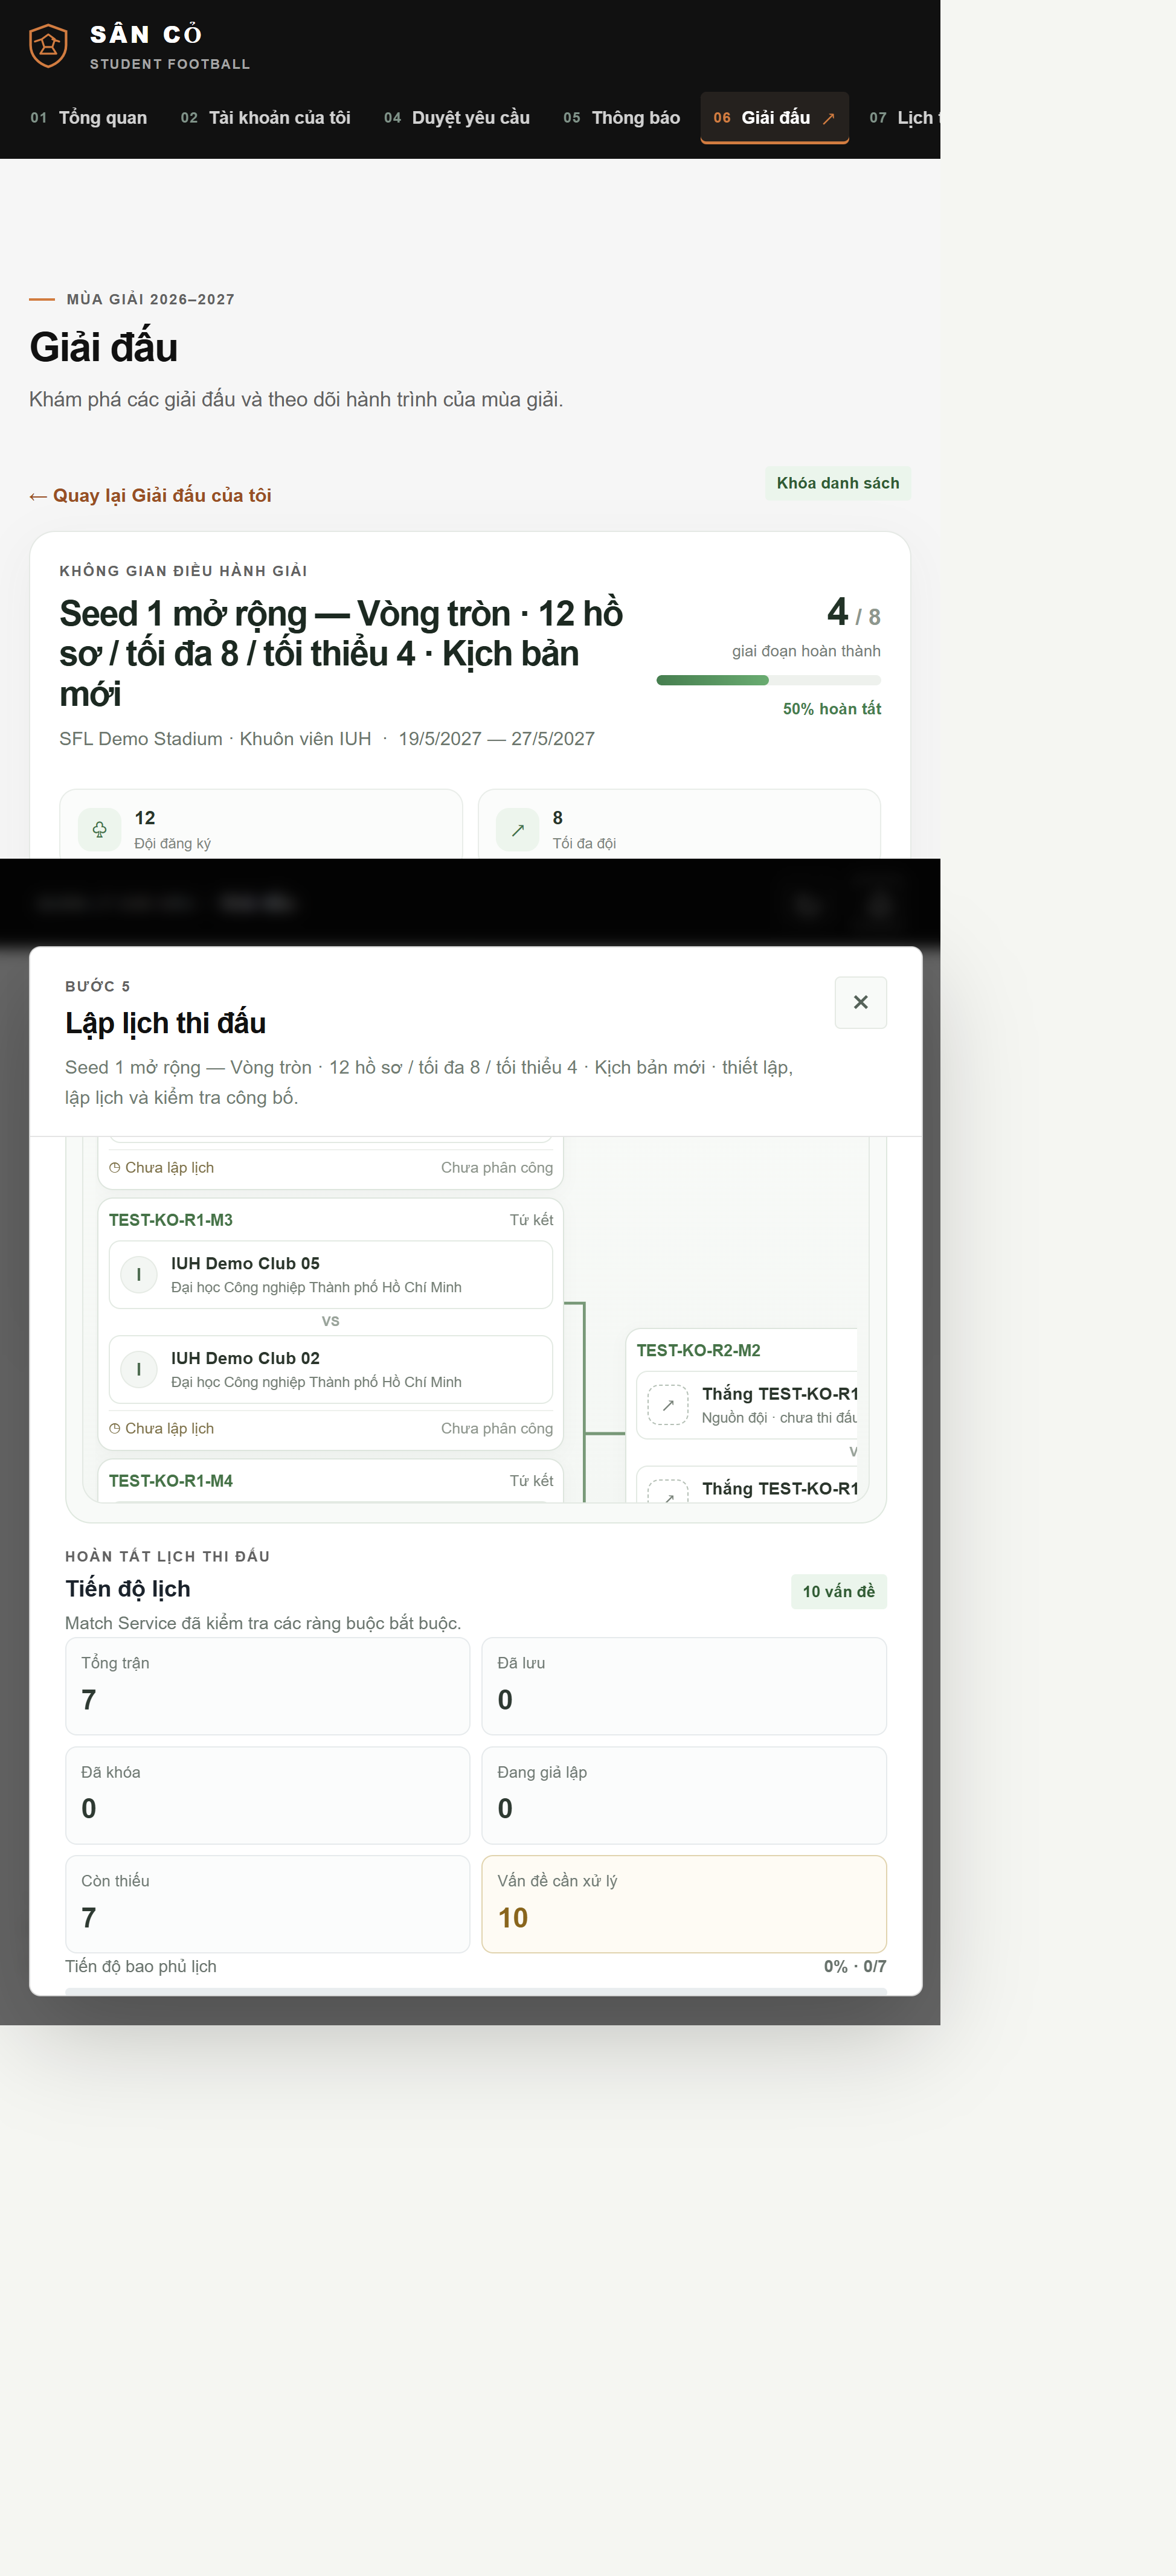 SÂN CỎ
STUDENT FOOTBALL
01 Tổng quan
02 Tài khoản của tôi
04 Duyệt yêu cầu
05 Thông báo
06 Giải đấu ↗
07 Lịch
MÙA GIẢI 2026–2027
Giải đấu
Khám phá các giải đấu và theo dõi hành trình của mùa giải.
← Quay lại Giải đấu của tôi
Khóa danh sách
KHÔNG GIAN ĐIỀU HÀNH GIẢI
Seed 1 mở rộng — Vòng tròn · 12 hồ
sơ / tối đa 8 / tối thiểu 4 · Kịch bản
mới
4 / 8
giai đoạn hoàn thành
50% hoàn tất
SFL Demo Stadium · Khuôn viên IUH · 19/5/2027 — 27/5/2027
12
Đội đăng ký
8
Tối đa đội
BƯỚC 5
Lập lịch thi đấu
Seed 1 mở rộng — Vòng tròn · 12 hồ sơ / tối đa 8 / tối thiểu 4 · Kịch bản mới · thiết lập,
lập lịch và kiểm tra công bố.
Chưa lập lịch
Chưa phân công
TEST-KO-R1-M3
Tứ kết
I
IUH Demo Club 05
Đại học Công nghiệp Thành phố Hồ Chí Minh
VS
I
IUH Demo Club 02
Đại học Công nghiệp Thành phố Hồ Chí Minh
Chưa lập lịch
Chưa phân công
TEST-KO-R1-M4
Tứ kết
TEST-KO-R2-M2
Thắng TEST-KO-R1
Nguồn đội · chưa thi đấu
V
Thắng TEST-KO-R1
HOÀN TẤT LỊCH THI ĐẤU
Tiến độ lịch
10 vấn đề
Match Service đã kiểm tra các ràng buộc bắt buộc.
Tổng trận
7
Đã lưu
0
Đã khóa
0
Đang giả lập
0
Còn thiếu
7
Vấn đề cần xử lý
10
Tiến độ bao phủ lịch
0% · 0/7